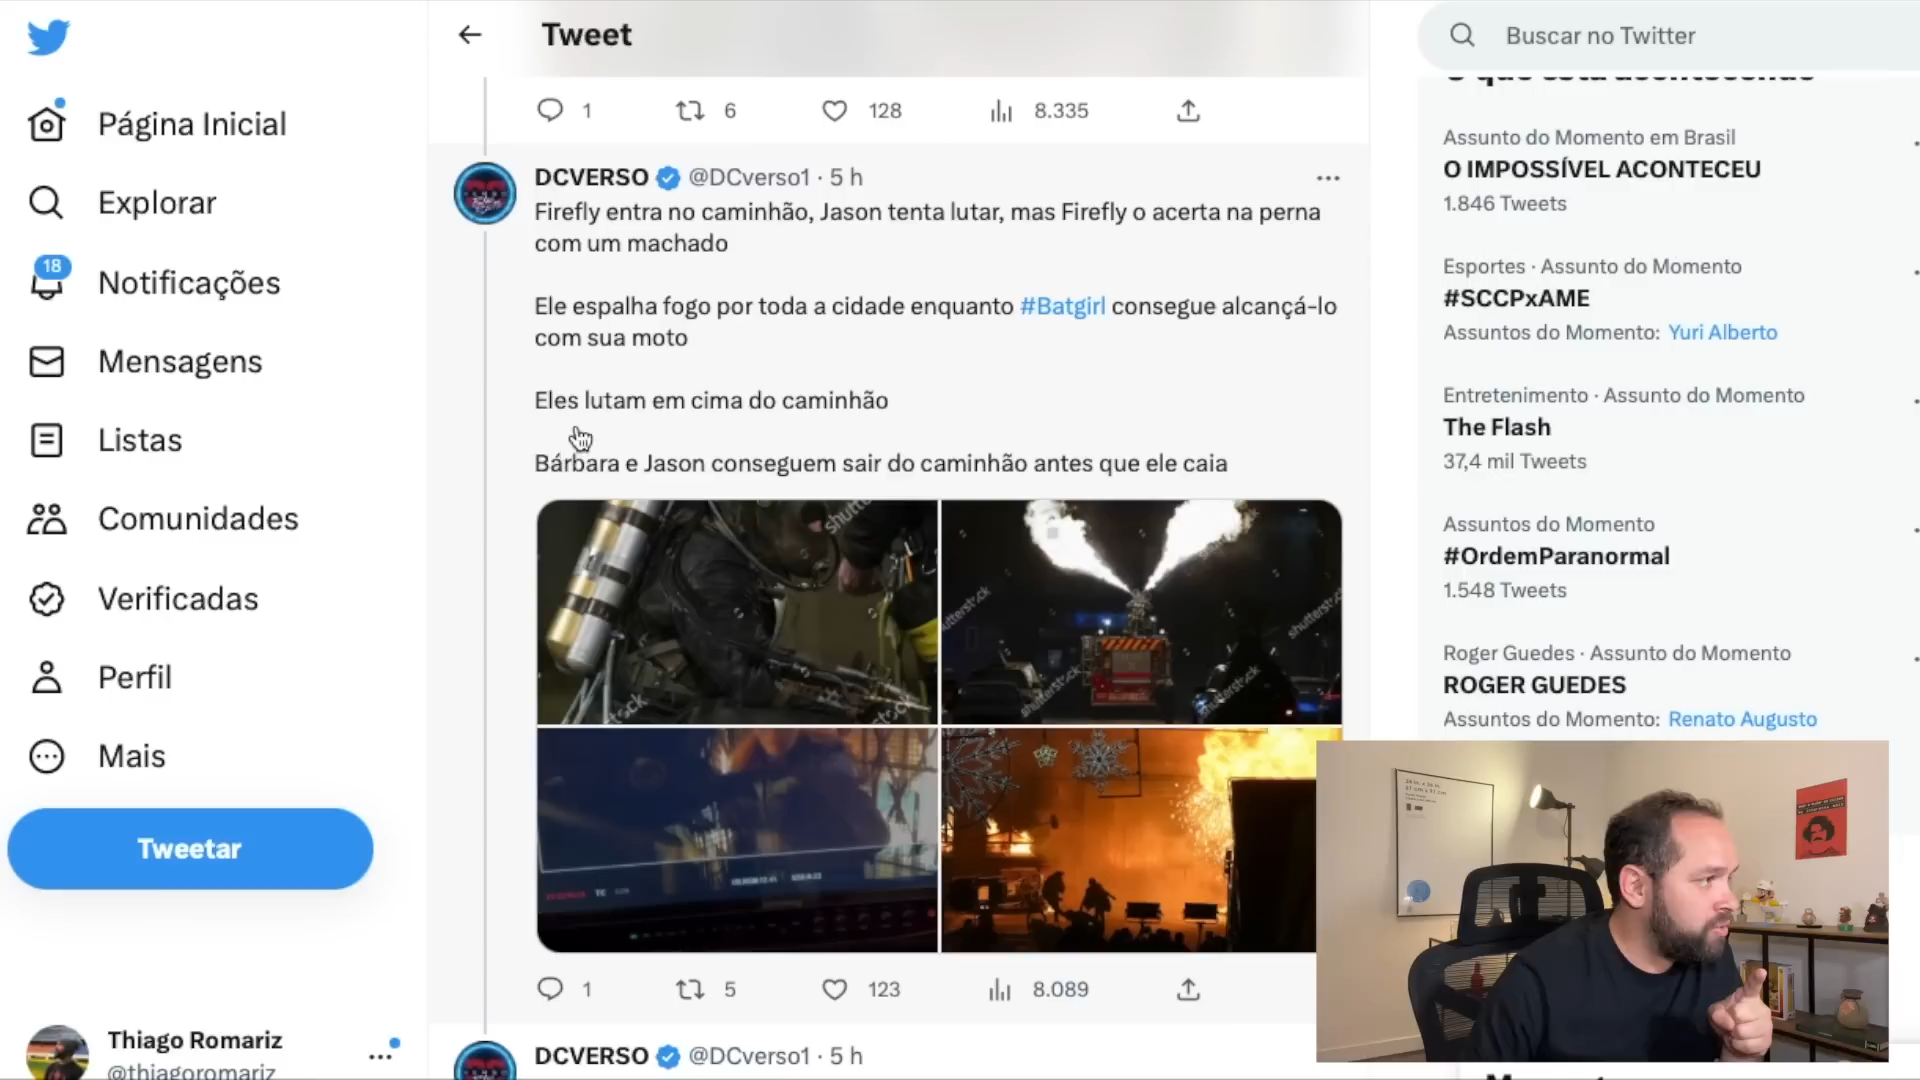 Tweet
Buscar no Twitter
Página Inicial
Explorar
18
Notificações
Mensagens
Listas
Comunidades
Verificadas
Perfil
Mais
Tweetar
Thiago Romariz
@thiagoromariz
1
6
128
8.335
DCVERSO @DCverso1 · 5 h
Firefly entra no caminhão, Jason tenta lutar, mas Firefly o acerta na perna
com um machado
Ele espalha fogo por toda a cidade enquanto #Batgirl consegue alcançá-lo
com sua moto
Eles lutam em cima do caminhão
Bárbara e Jason conseguem sair do caminhão antes que ele caia
shutterstock
1
5
123
8.089
DCVERSO @DCverso1 · 5 h
O que está acontecendo
Assunto do Momento em Brasil
O IMPOSSÍVEL ACONTECEU
1.846 Tweets
Esportes · Assunto do Momento
#SCCPxAME
Assuntos do Momento: Yuri Alberto
Entretenimento · Assunto do Momento
The Flash
37,4 mil Tweets
Assuntos do Momento
#OrdemParanormal
1.548 Tweets
Roger Guedes · Assunto do Momento
ROGER GUEDES
Assuntos do Momento: Renato Augusto